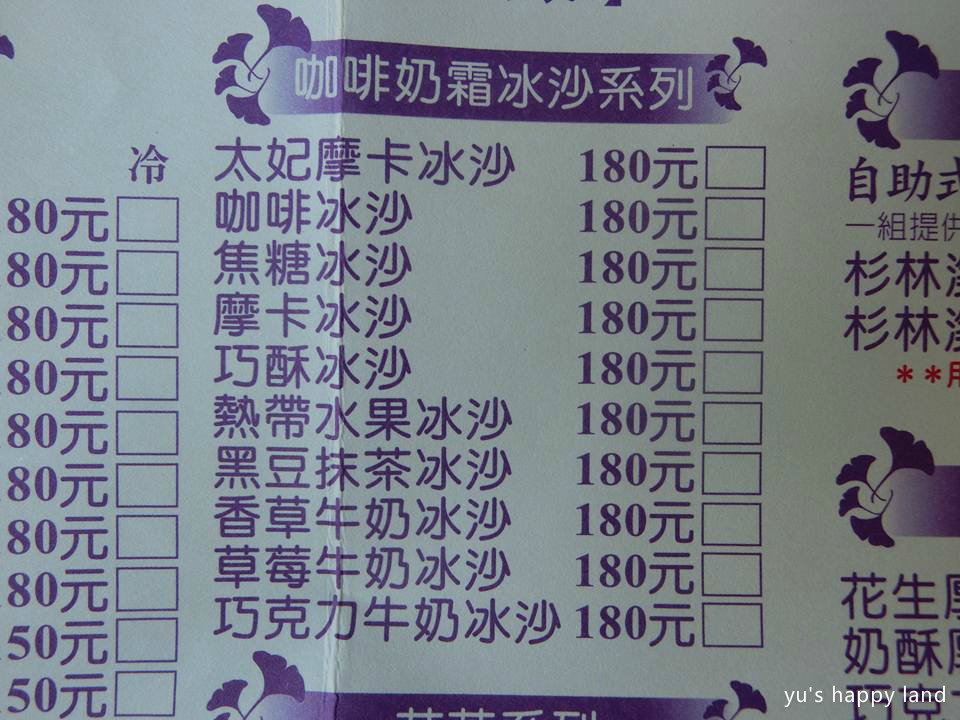 冷
80元
80元
80元
80元
80元
80元
80元
80元
50元
50元
咖啡奶霜冰沙系列
太妃摩卡冰沙 180元
咖啡冰沙 180元
焦糖冰沙 180元
摩卡冰沙 180元
巧酥冰沙 180元
熱帶水果冰沙 180元
黑豆抹茶冰沙 180元
香草牛奶冰沙 180元
草莓牛奶冰沙 180元
巧克力牛奶冰沙 180元
自助式
一組提供
杉林
杉林
**用
花生
奶酥
yu's happy land